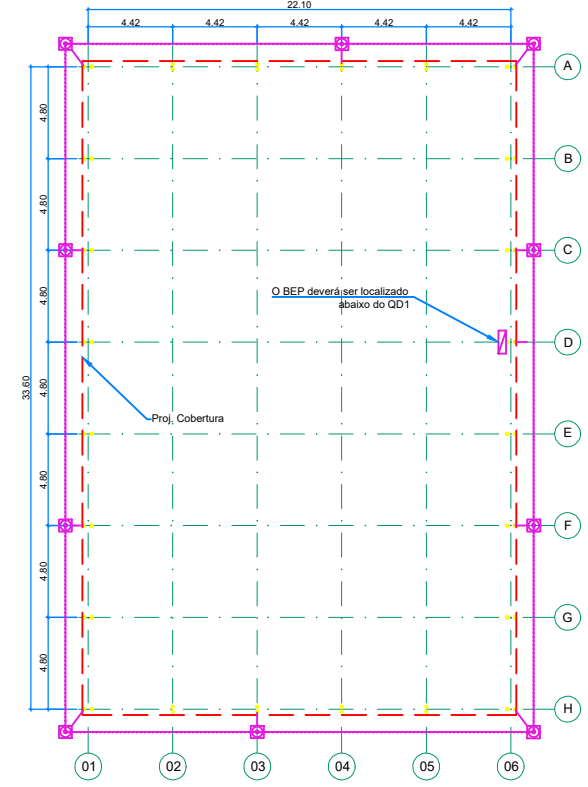 22.10
4.42 4.42 4.42 4.42 4.42
A
4.80
B
4.80
C
4.80
O BEP deverá ser localizado
abaixo do QD1
D
33.60
4.80
Proj. Cobertura
E
4.80
F
4.80
G
4.80
H
01 02 03 04 05 06